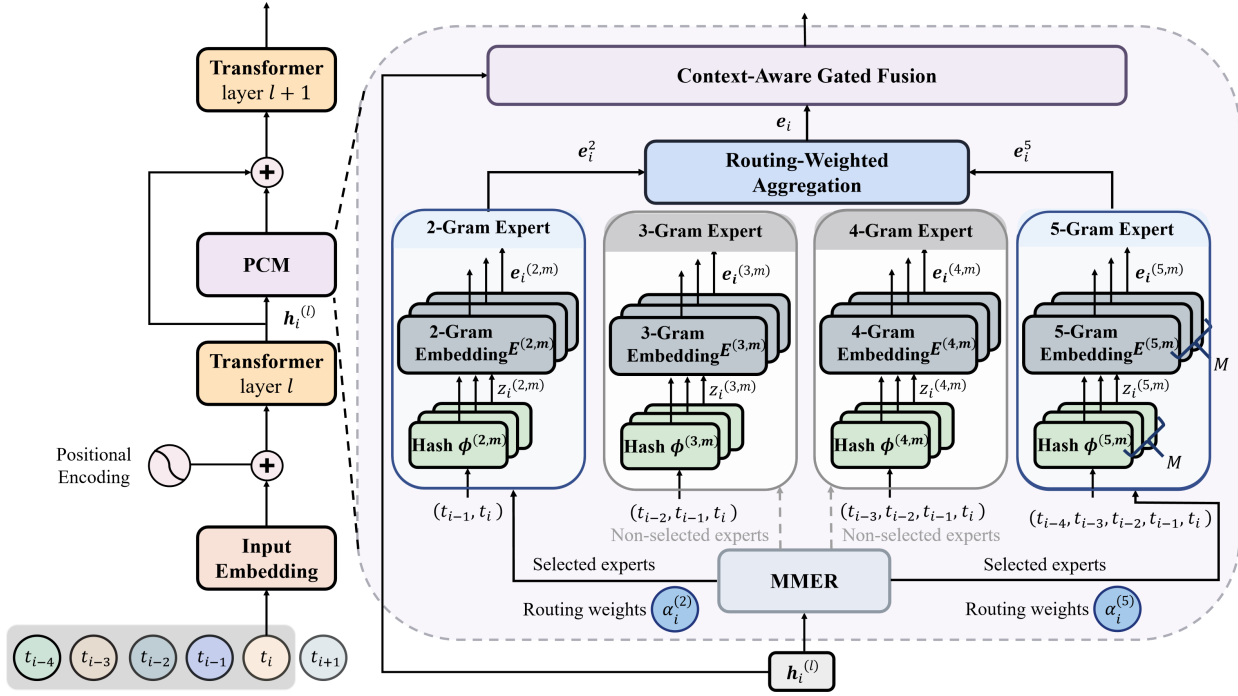 Transformer
layer l + 1
+
PCM
h_i^(l)
Transformer
layer l
Positional
Encoding
+
Input
Embedding
t_{i-4}
t_{i-3}
t_{i-2}
t_{i-1}
t_i
t_{i+1}
Context-Aware Gated Fusion
e_i
e_i^2
Routing-Weighted
Aggregation
e_i^5
2-Gram Expert
e_i^(2,m)
2-Gram
Embedding E^(2,m)
z_i^(2,m)
Hash ϕ^(2,m)
(t_{i-1}, t_i)
3-Gram Expert
e_i^(3,m)
3-Gram
Embedding E^(3,m)
z_i^(3,m)
Hash ϕ^(3,m)
(t_{i-2}, t_{i-1}, t_i)
4-Gram Expert
e_i^(4,m)
4-Gram
Embedding E^(4,m)
z_i^(4,m)
Hash ϕ^(4,m)
(t_{i-3}, t_{i-2}, t_{i-1}, t_i)
5-Gram Expert
e_i^(5,m)
5-Gram
Embedding E^(5,m)
M
z_i^(5,m)
Hash ϕ^(5,m)
M
(t_{i-4}, t_{i-3}, t_{i-2}, t_{i-1}, t_i)
Non-selected experts
Non-selected experts
Selected experts
MMER
Selected experts
Routing weights α_i^(2)
Routing weights α_i^(5)
h_i^(l)